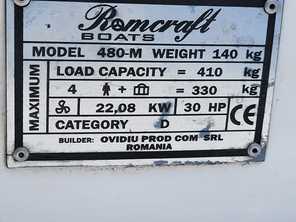 Romcraft
BOATS
MODEL 480-M WEIGHT 140 kg
MAXIMUM
LOAD CAPACITY = 410 kg
4 + = 330 kg
22,08 KW 30 HP
CATEGORY D
CE
BUILDER: OVIDIU PROD COM SRL
ROMANIA